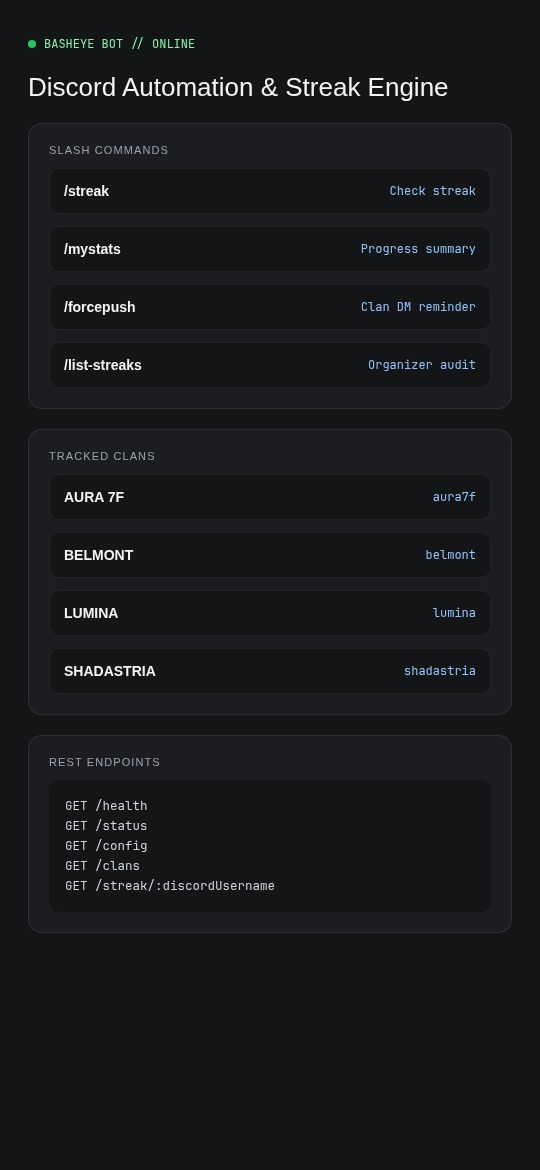 BASHEYE BOT // ONLINE
Discord Automation & Streak Engine
SLASH COMMANDS
/streak Check streak
/mystats Progress summary
/forcepush Clan DM reminder
/list-streaks Organizer audit
TRACKED CLANS
AURA 7F aura7f
BELMONT belmont
LUMINA lumina
SHADASTRIA shadastria
REST ENDPOINTS
GET /health
GET /status
GET /config
GET /clans
GET /streak/:discordUsername